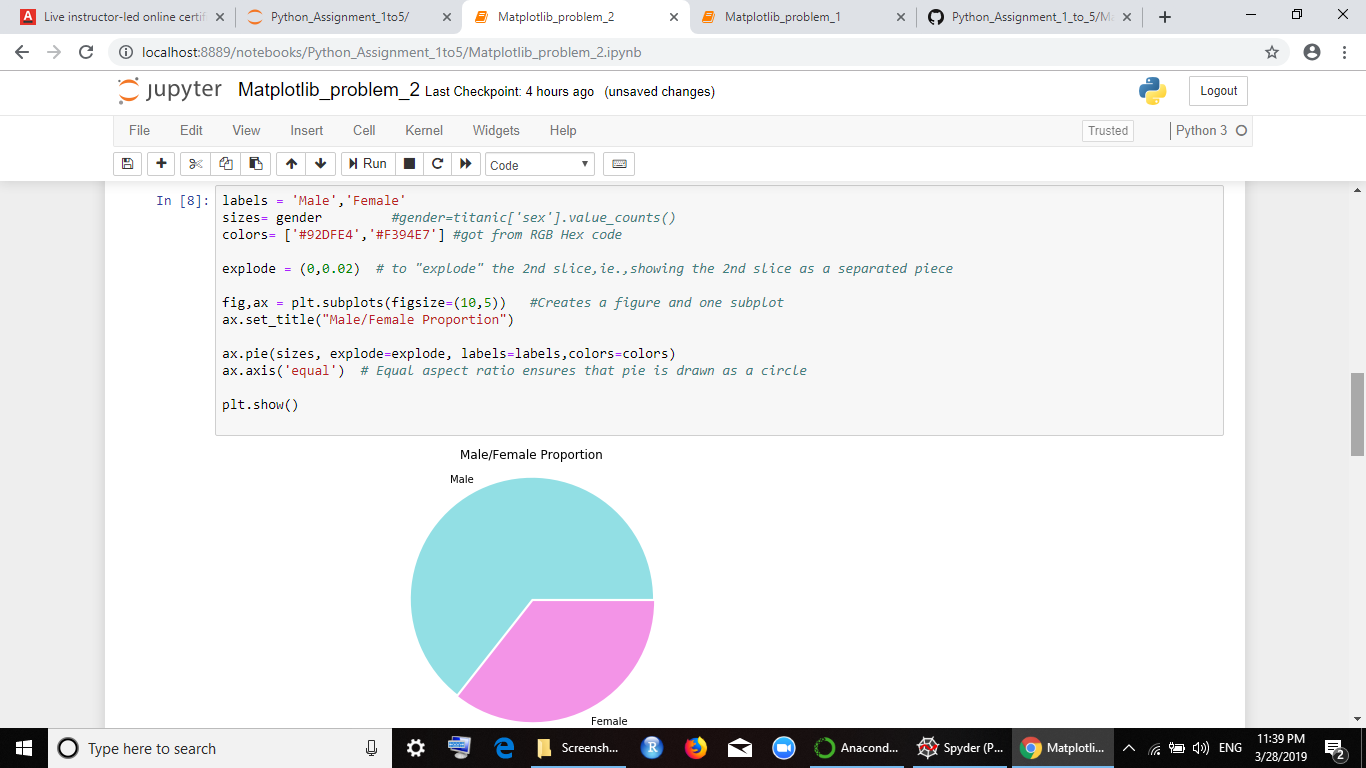 Live instructor-led online certif
Python_Assignment_1to5/
Matplotlib_problem_2
Matplotlib_problem_1
Python_Assignment_1_to_5/Ma
localhost:8889/notebooks/Python_Assignment_1to5/Matplotlib_problem_2.ipynb
jupyter Matplotlib_problem_2 Last Checkpoint: 4 hours ago (unsaved changes)
Logout
File Edit View Insert Cell Kernel Widgets Help
Trusted
Python 3
Run
Code
In [8]:
labels = 'Male','Female'
sizes= gender         #gender=titanic['sex'].value_counts()
colors= ['#92DFE4','#F394E7'] #got from RGB Hex code
explode = (0,0.02)  # to "explode" the 2nd slice,ie.,showing the 2nd slice as a separated piece
fig,ax = plt.subplots(figsize=(10,5))   #Creates a figure and one subplot
ax.set_title("Male/Female Proportion")
ax.pie(sizes, explode=explode, labels=labels,colors=colors)
ax.axis('equal')  # Equal aspect ratio ensures that pie is drawn as a circle
plt.show()
Male/Female Proportion
Male
Female
Type here to search
Screensh...
Anacond...
Spyder (P...
Matplotli...
ENG
11:39 PM
3/28/2019
2